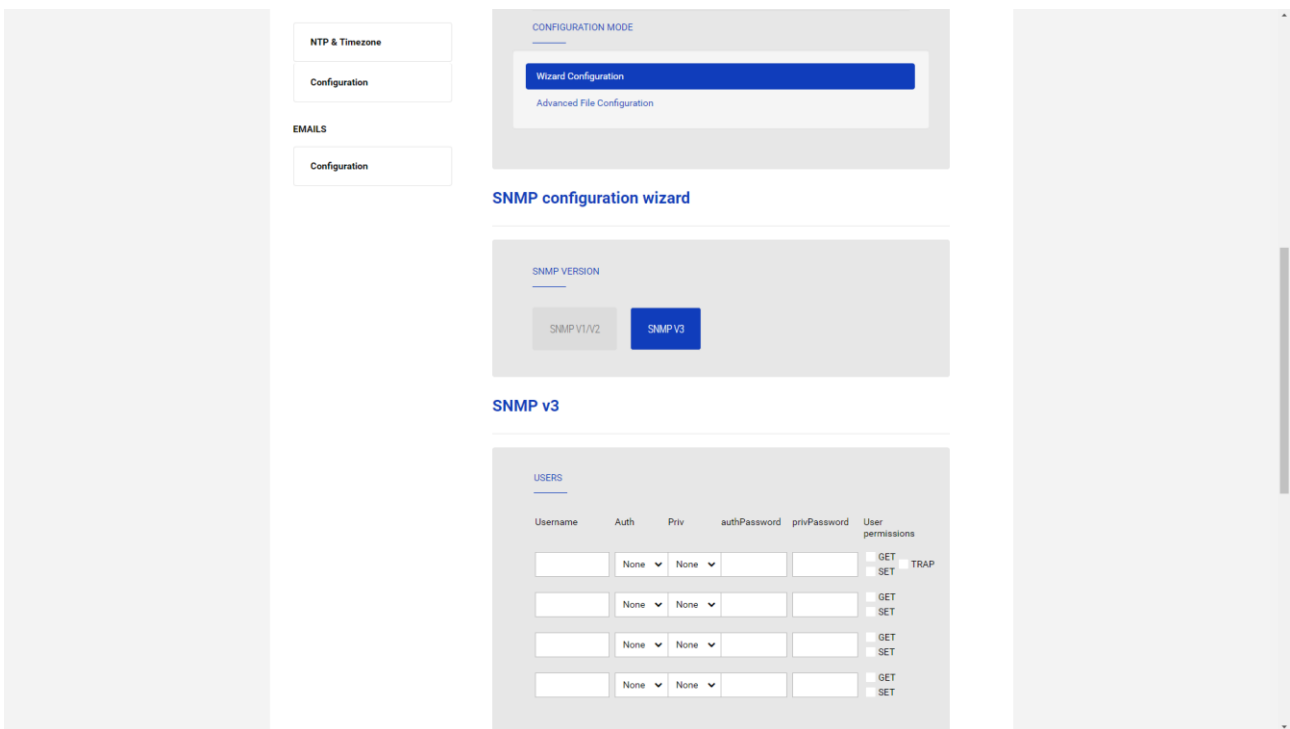 NTP & Timezone
Configuration
EMAILS
Configuration
CONFIGURATION MODE
Wizard Configuration
Advanced File Configuration
SNMP configuration wizard
SNMP VERSION
SNMP V1/V2 SNMP V3
SNMP v3
USERS
Username Auth Priv authPassword privPassword User
permissions
None None GET TRAP
SET
None None GET
SET
None None GET
SET
None None GET
SET